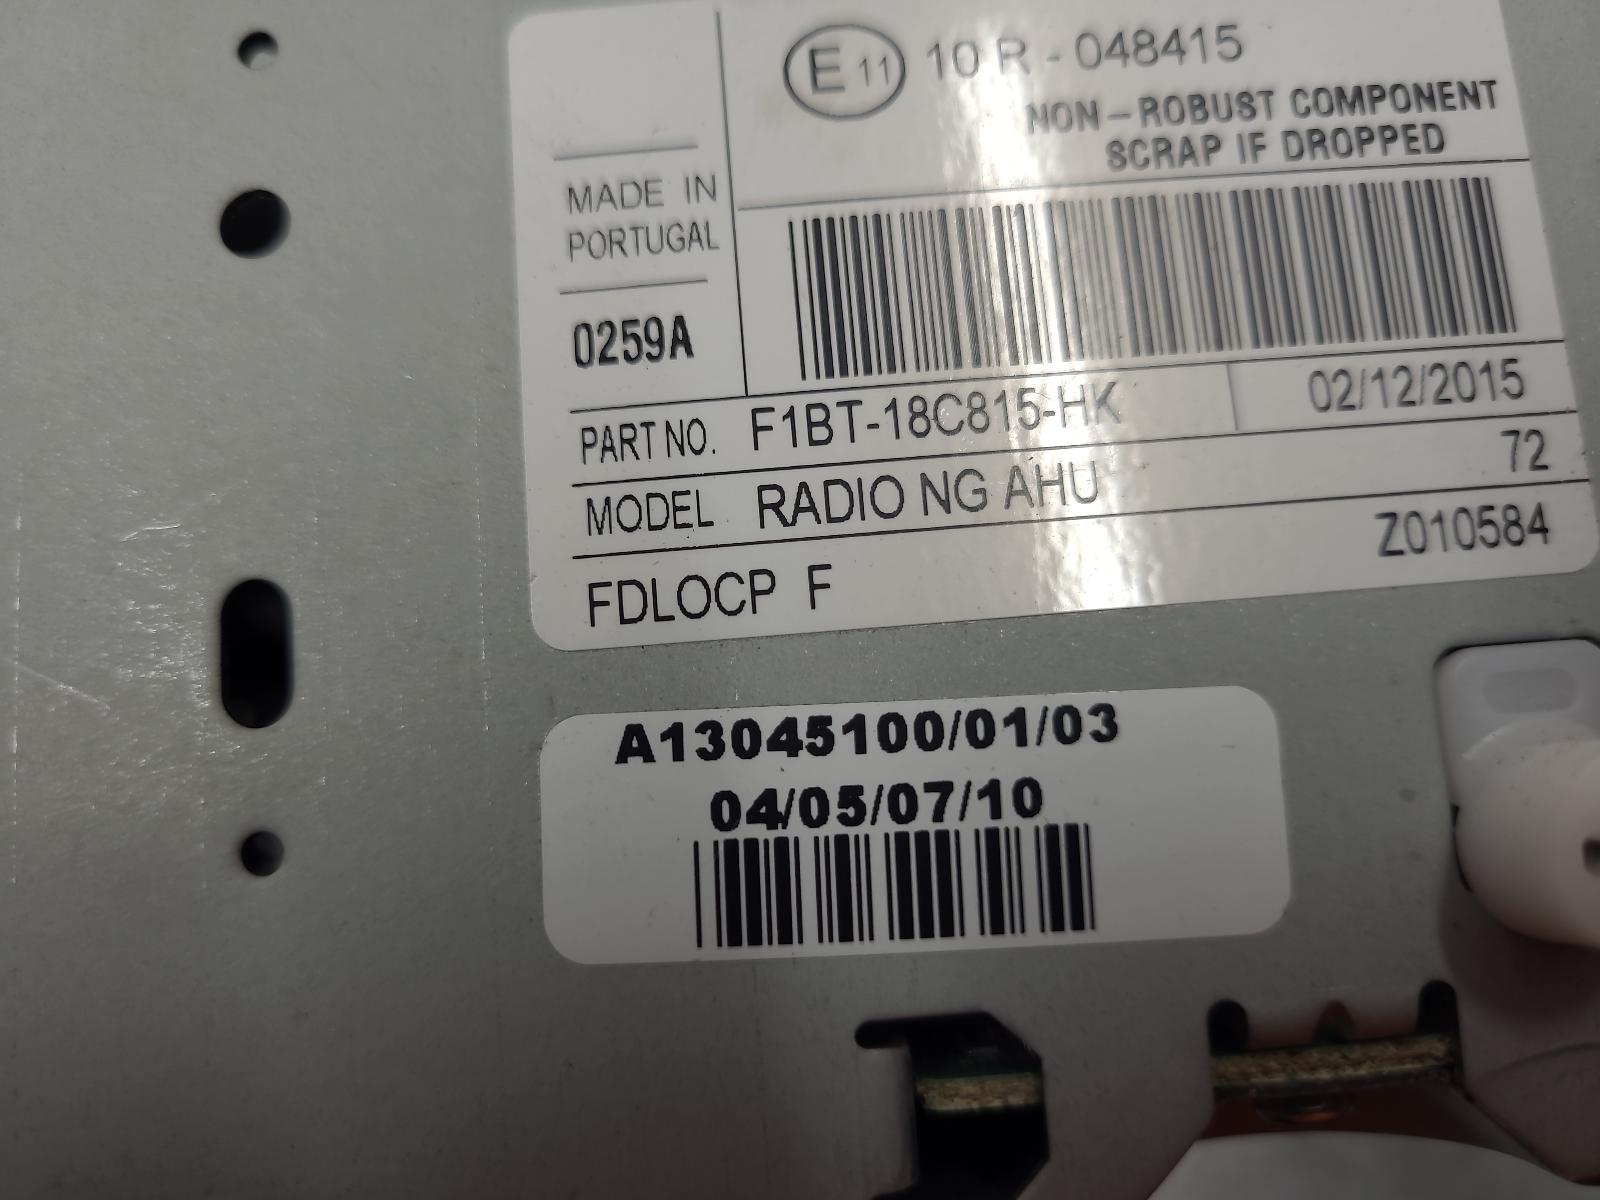 E 11 10 R - 048415
NON-ROBUST COMPONENT
SCRAP IF DROPPED
MADE IN
PORTUGAL
0259A
PART NO. F1BT-18C815-HK 02/12/2015
MODEL RADIO NG AHU 72
FDLOCP F Z010584
A13045100/01/03
04/05/07/10